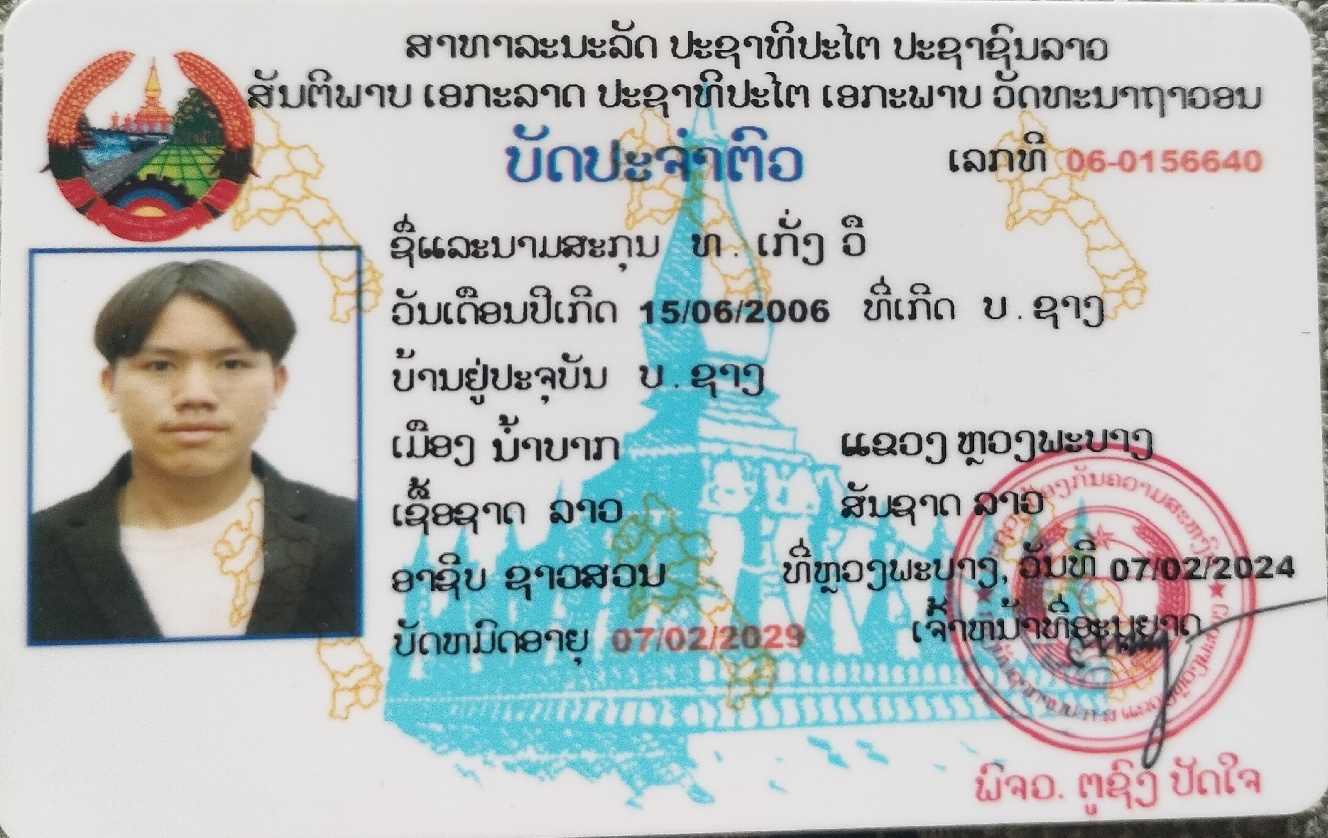 ສາທາລະນະລັດ ປະຊາທິປະໄຕ ປະຊາຊົນລາວ
ສັນຕິພາບ ເອກະລາດ ປະຊາທິປະໄຕ ເອກະພາບ ວັດທະນາຖາວອນ
ບັດປະຈຳຕົວ ເລກທີ 06-0156640
ຊື່ແລະນາມສະກຸນ ທ. ເກັ່ງ ວື
ວັນເດືອນປີເກີດ 15/06/2006 ທີ່ເກີດ ບ.ຊາງ
ບ້ານຢູ່ປະຈຸບັນ ບ.ຊາງ
ເມືອງ ນ້ຳບາກ ແຂວງ ຫຼວງພະບາງ
ເຊື້ອຊາດ ລາວ ສັນຊາດ ລາວ
ອາຊີບ ຊາວສວນ ທີ່ຫຼວງພະບາງ, ວັນທີ 07/02/2024
ບັດຫມົດອາຍຸ 07/02/2029 ເຈົ້າຫນ້າທີ່ອະນຸຍາດ
ພົຈວ. ຕູຊົງ ປັດໃຈ